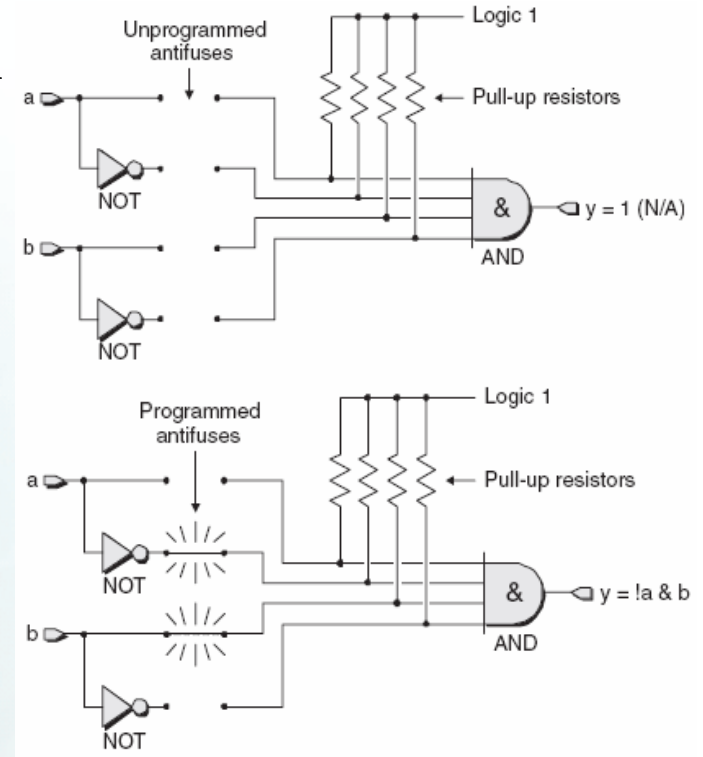 Unprogrammed
antifuses
Logic 1
a
Pull-up resistors
NOT
&
y = 1 (N/A)
b
AND
NOT
Programmed
antifuses
Logic 1
a
Pull-up resistors
NOT
&
y = !a & b
b
AND
NOT